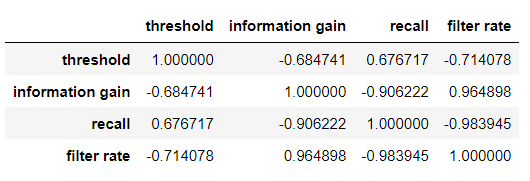 threshold information gain recall filter rate
threshold 1.000000 -0.684741 0.676717 -0.714078
information gain -0.684741 1.000000 -0.906222 0.964898
recall 0.676717 -0.906222 1.000000 -0.983945
filter rate -0.714078 0.964898 -0.983945 1.000000